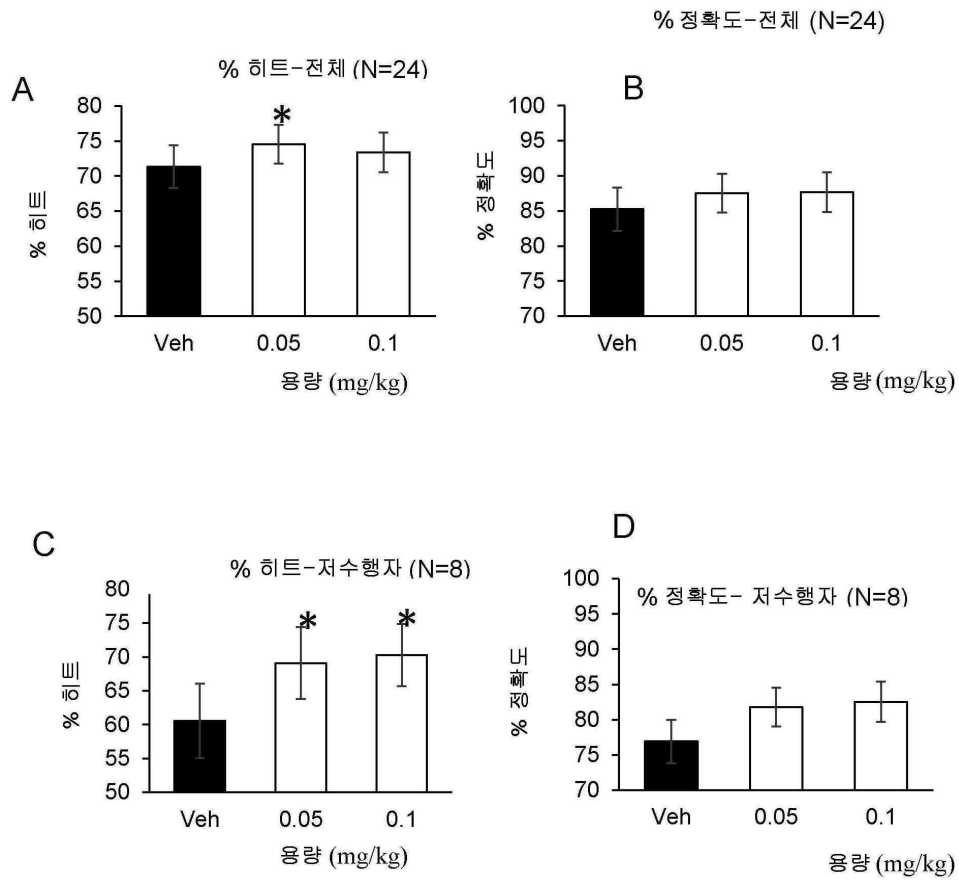 % 정확도-전체 (N=24)
A
% 히트-전체 (N=24)
% 히트
80
75
70
65
60
55
50
*
Veh 0.05 0.1
용량 (mg/kg)
B
% 정확도
100
95
90
85
80
75
70
Veh 0.05 0.1
용량 (mg/kg)
C
% 히트-저수행자 (N=8)
% 히트
80
75
70
65
60
55
50
* *
Veh 0.05 0.1
용량 (mg/kg)
D
% 정확도- 저수행자 (N=8)
% 정확도
100
95
90
85
80
75
70
Veh 0.05 0.1
용량 (mg/kg)